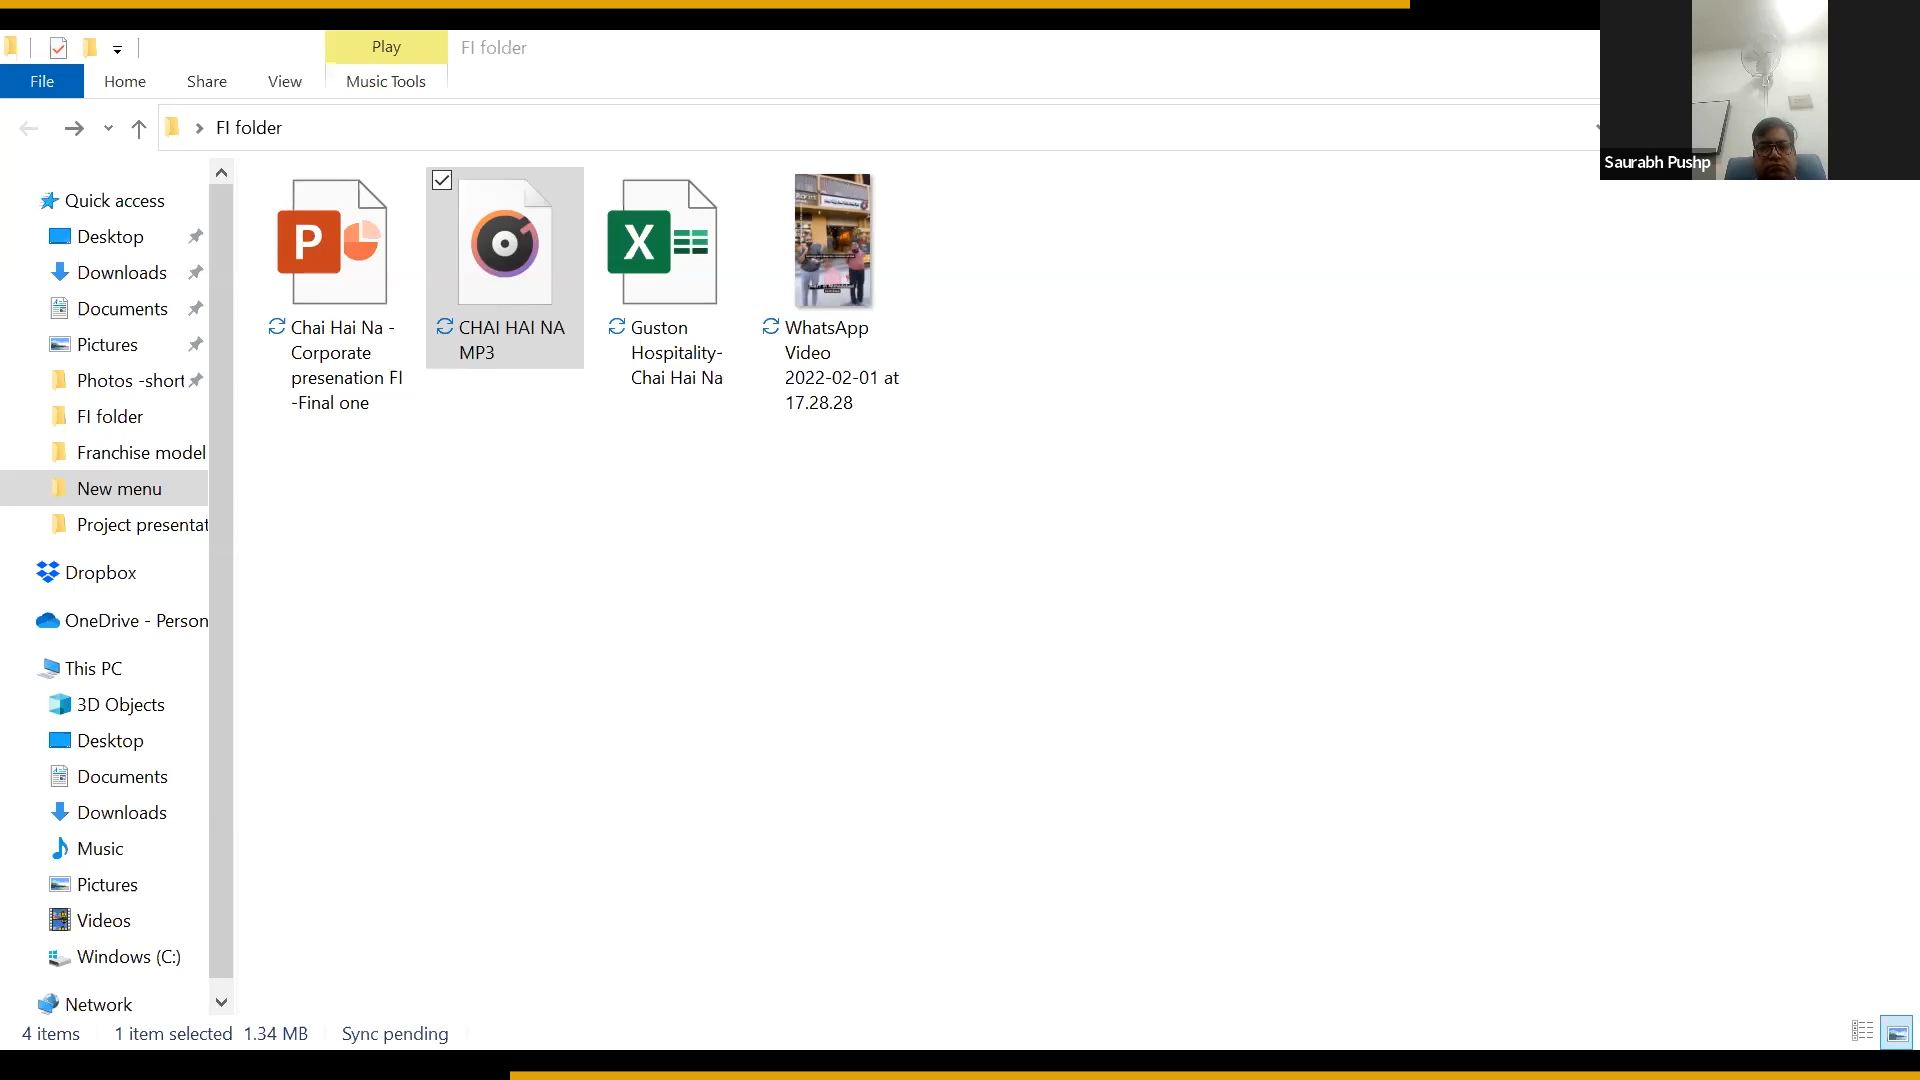 Play
FI folder
File
Home
Share
View
Music Tools
FI folder
Saurabh Pushp
Quick access
Desktop
Downloads
Documents
Pictures
Photos -short
FI folder
Franchise model
New menu
Project presentat
Dropbox
OneDrive - Person
This PC
3D Objects
Desktop
Documents
Downloads
Music
Pictures
Videos
Windows (C:)
Network
P
Chai Hai Na -
Corporate
presenation FI
-Final one
CHAI HAI NA
MP3
X
Guston
Hospitality-
Chai Hai Na
WhatsApp
Video
2022-02-01 at
17.28.28
4 items
1 item selected 1.34 MB
Sync pending